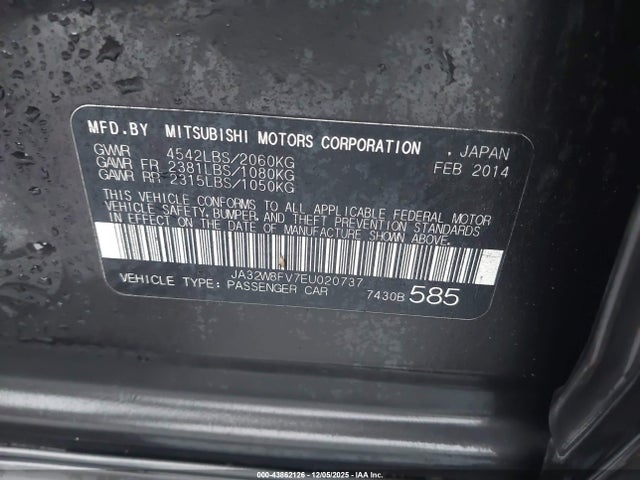 MFD.BY MITSUBISHI MOTORS CORPORATION . JAPAN
GVWR 4542LBS/2060KG FEB 2014
GAWR FR 2381LBS/1080KG
GAWR RR 2315LBS/1050KG
THIS VEHICLE CONFORMS TO ALL APPLICABLE FEDERAL MOTOR
VEHICLE SAFETY, BUMPER, AND THEFT PREVENTION STANDARDS
IN EFFECT ON THE DATE OF MANUFACTURE SHOWN ABOVE.
JA32W8FV7EU020737
VEHICLE TYPE: PASSENGER CAR 7430B 585
000-43862126 - 12/05/2025 - IAA Inc.